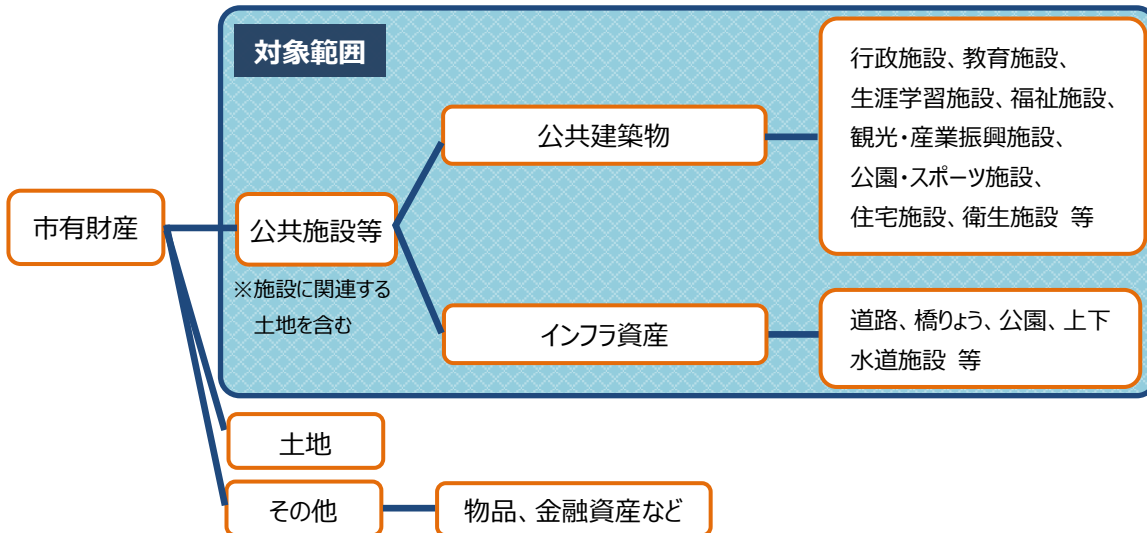 対象範囲
行政施設、教育施設、
生涯学習施設、福祉施設、
観光・産業振興施設、
公園・スポーツ施設、
住宅施設、衛生施設 等
公共建築物
市有財産
公共施設等
※施設に関連する
土地を含む
インフラ資産
道路、橋りょう、公園、上下
水道施設 等
土地
その他
物品、金融資産など